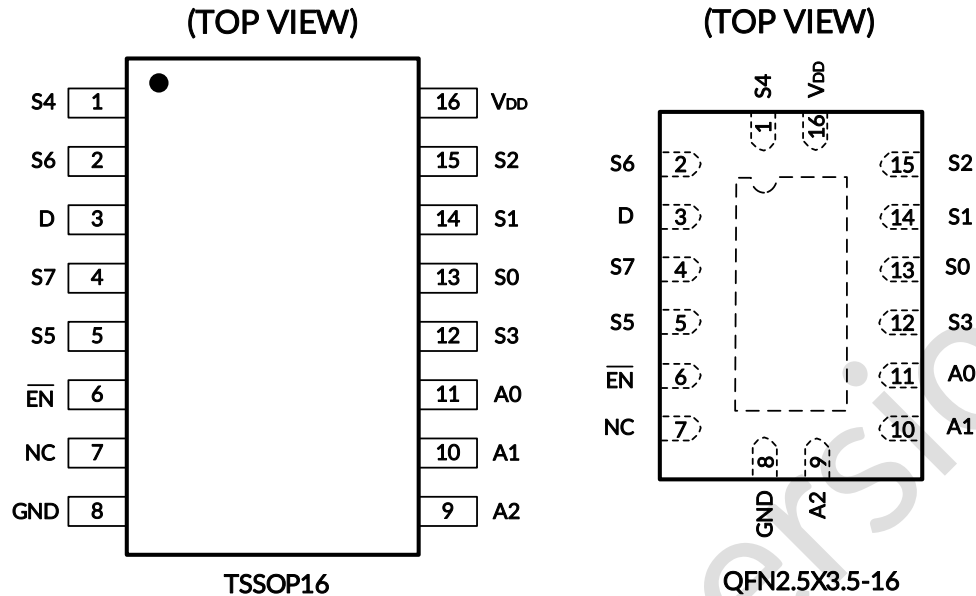 (TOP VIEW)
S4 1 16 VDD
S6 2 15 S2
D 3 14 S1
S7 4 13 S0
S5 5 12 S3
EN 6 11 A0
NC 7 10 A1
GND 8 9 A2
TSSOP16
(TOP VIEW)
S4 VDD
1 16
S6 2 15 S2
D 3 14 S1
S7 4 13 S0
S5 5 12 S3
EN 6 11 A0
NC 7 10 A1
8 9
GND A2
QFN2.5X3.5-16